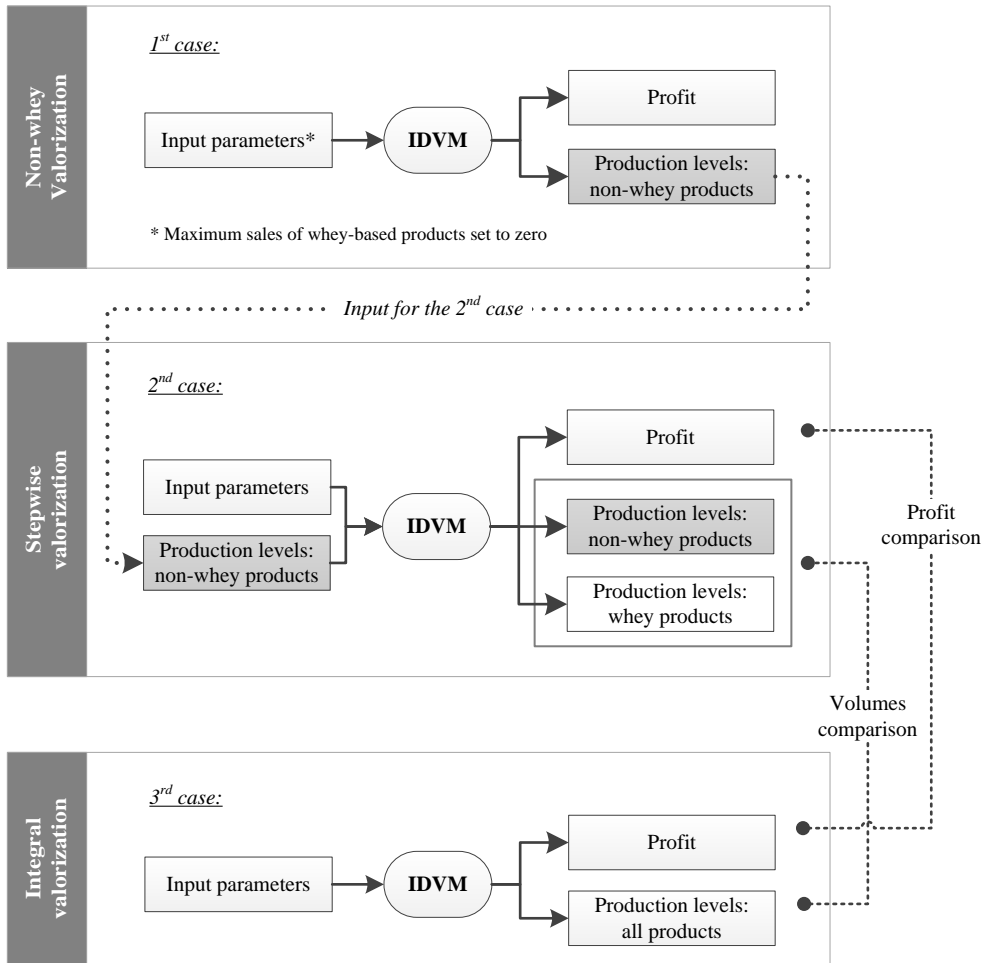 Non-whey
Valorization
1st case:
Input parameters*
IDVM
Profit
Production levels:
non-whey products
* Maximum sales of whey-based products set to zero
Input for the 2nd case
Stepwise
valorization
2nd case:
Input parameters
Production levels:
non-whey products
IDVM
Profit
Production levels:
non-whey products
Production levels:
whey products
Profit
comparison
Volumes
comparison
Integral
valorization
3rd case:
Input parameters
IDVM
Profit
Production levels:
all products